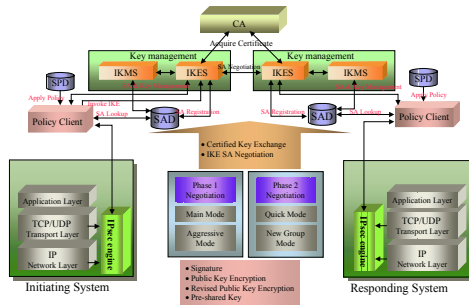 CA
Acquire Certificate
Key management
Key management
SA Negotiation
IKMS
IKES
IKES
IKMS
SPD
SPD
Apply Policy
Apply Policy
Invoke IKE
Policy Client
SA Lookup
SAD
SA Registration
SAD
SA Lookup
Policy Client
• Certified Key Exchange
• IKE SA Negotiation
Application Layer
TCP/UDP
Transport Layer
IP
Network Layer
IPsec engine
Initiating System
Phase 1
Negotiation
Main Mode
Aggressive
Mode
Phase 2
Negotiation
Quick Mode
New Group
Mode
• Signature
• Public Key Encryption
• Revised Public Key Encryption
• Pre-shared Key
IPsec engine
Application Layer
TCP/UDP
Transport Layer
IP
Network Layer
Responding System